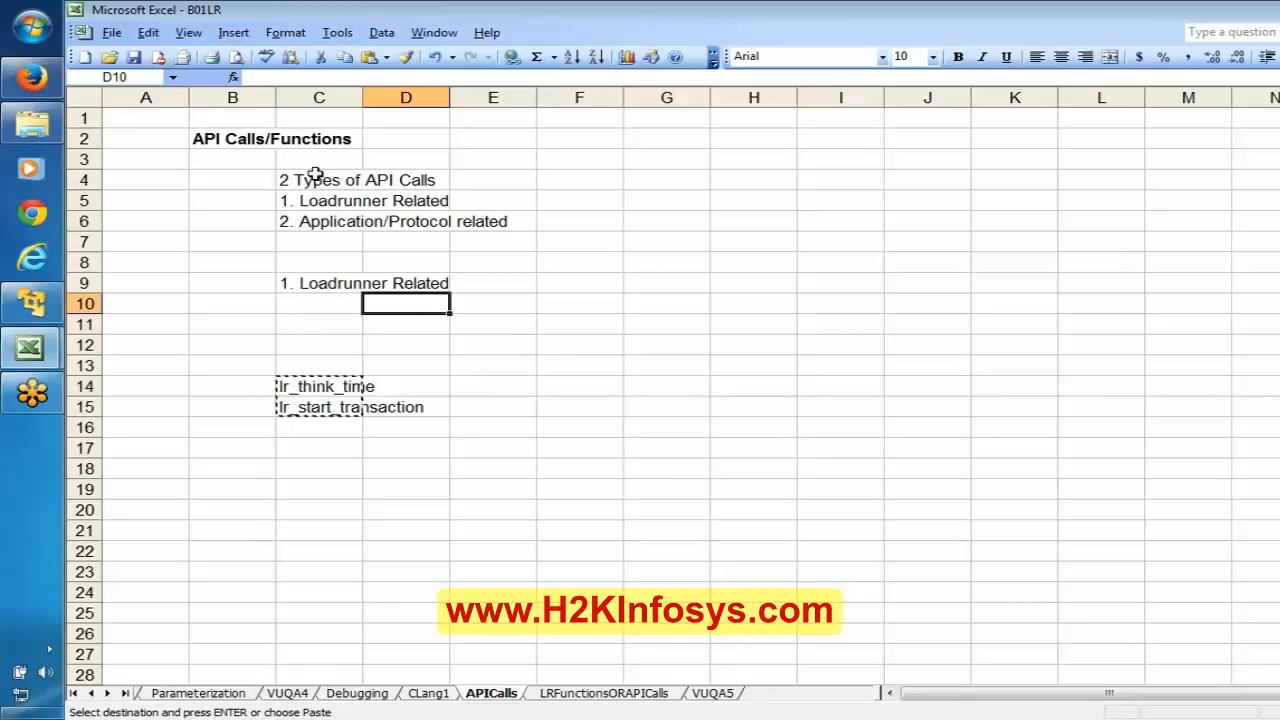 Microsoft Excel - B01LR
File Edit View Insert Format Tools Data Window Help
Type a question
Arial 10 B I U $ % ,
D10 fx
A B C D E F G H I J K L M N
1
2 API Calls/Functions
3
4 2 Types of API Calls
5 1. Loadrunner Related
6 2. Application/Protocol related
7
8
9 1. Loadrunner Related
10
11
12
13
14 lr_think_time
15 lr_start_transaction
16
17
18
19
20
21
22
23
24
25
26
27
28
www.H2KInfosys.com
Parameterization VUQA4 Debugging CLang1 APICalls LRFunctionsORAPICalls VUQA5
Select destination and press ENTER or choose Paste